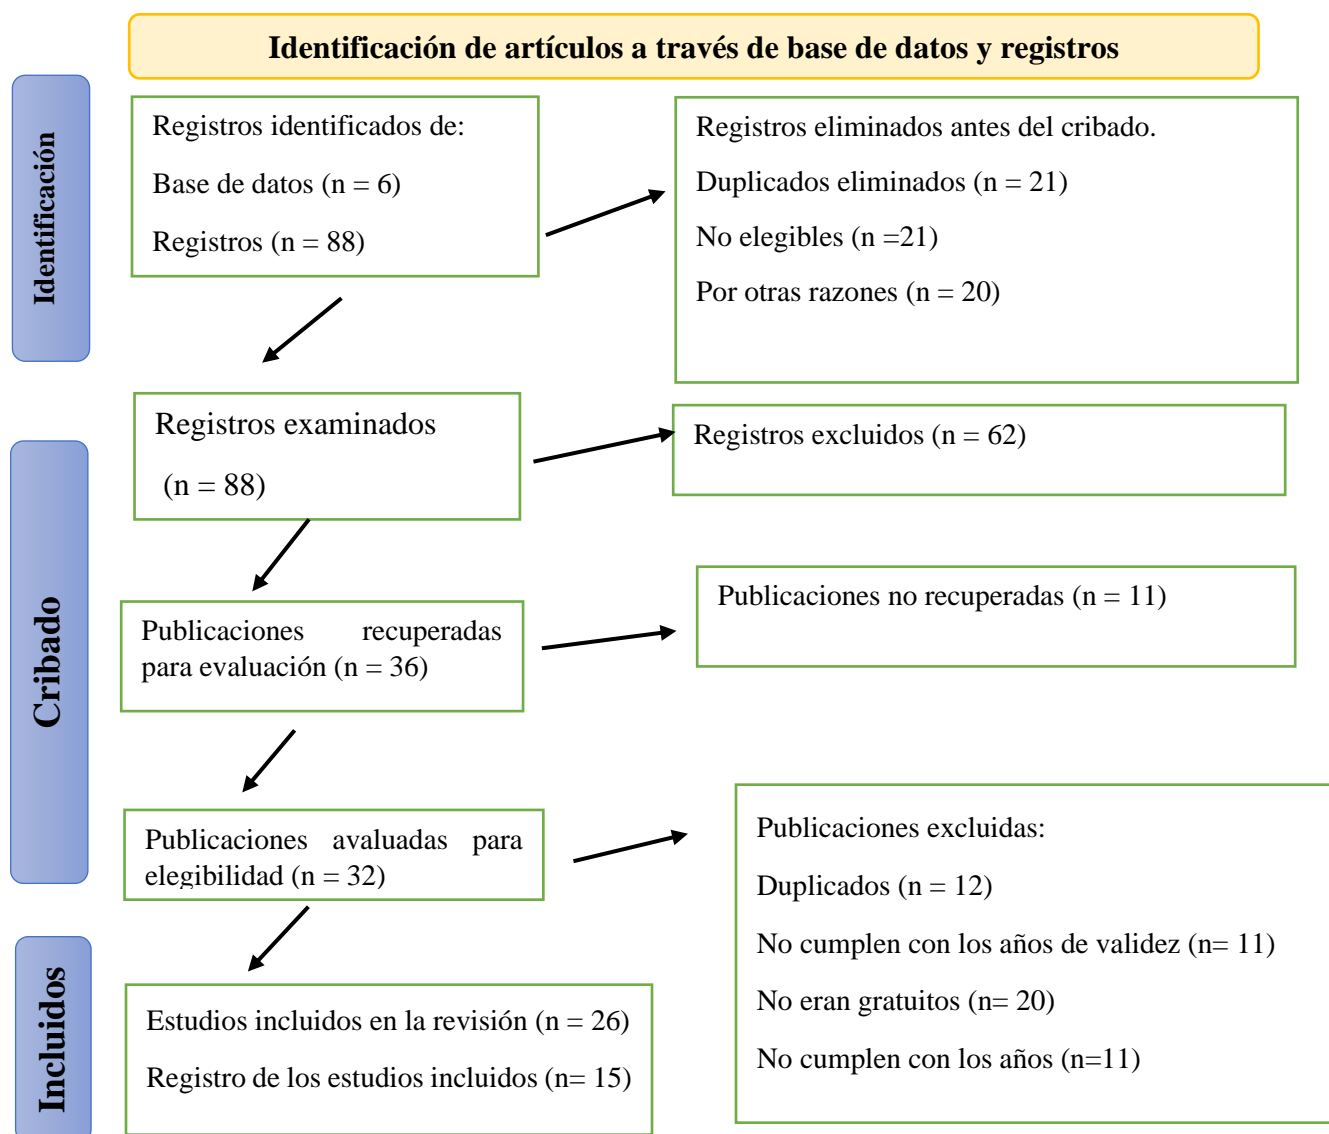 Identificación de artículos a través de base de datos y registros
Identificación
Registros identificados de:
Base de datos (n = 6)
Registros (n = 88)
Registros eliminados antes del cribado.
Duplicados eliminados (n = 21)
No elegibles (n =21)
Por otras razones (n = 20)
Cribado
Registros examinados
(n = 88)
Registros excluidos (n = 62)
Publicaciones recuperadas
para evaluación (n = 36)
Publicaciones no recuperadas (n = 11)
Publicaciones avaluadas para
elegibilidad (n = 32)
Publicaciones excluidas:
Duplicados (n = 12)
No cumplen con los años de validez (n= 11)
No eran gratuitos (n= 20)
No cumplen con los años (n=11)
Incluidos
Estudios incluidos en la revisión (n = 26)
Registro de los estudios incluidos (n= 15)